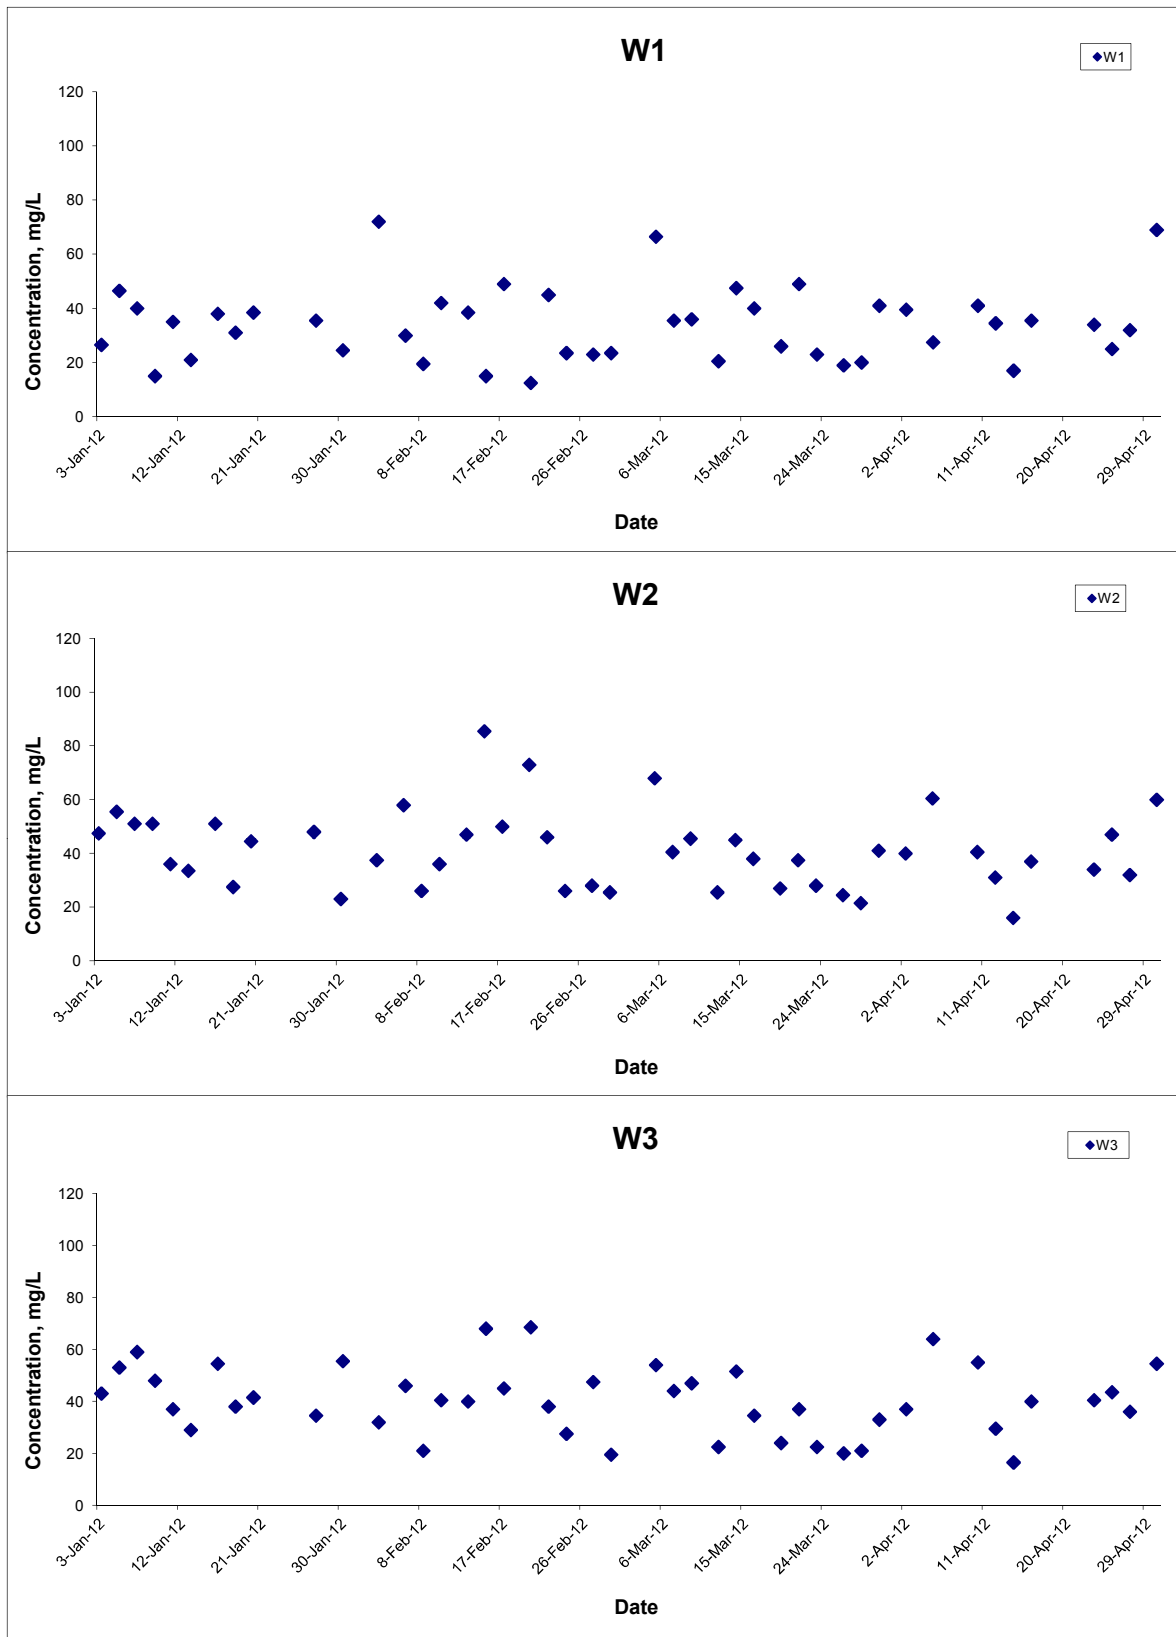 W1
W1
120
100
80
60
40
20
0
Concentration, mg/L
3-Jan-12 12-Jan-12 21-Jan-12 30-Jan-12 8-Feb-12 17-Feb-12 26-Feb-12 6-Mar-12 15-Mar-12 24-Mar-12 2-Apr-12 11-Apr-12 20-Apr-12 29-Apr-12
Date
W2
W2
120
100
80
60
40
20
0
Concentration, mg/L
3-Jan-12 12-Jan-12 21-Jan-12 30-Jan-12 8-Feb-12 17-Feb-12 26-Feb-12 6-Mar-12 15-Mar-12 24-Mar-12 2-Apr-12 11-Apr-12 20-Apr-12 29-Apr-12
Date
W3
W3
120
100
80
60
40
20
0
Concentration, mg/L
3-Jan-12 12-Jan-12 21-Jan-12 30-Jan-12 8-Feb-12 17-Feb-12 26-Feb-12 6-Mar-12 15-Mar-12 24-Mar-12 2-Apr-12 11-Apr-12 20-Apr-12 29-Apr-12
Date